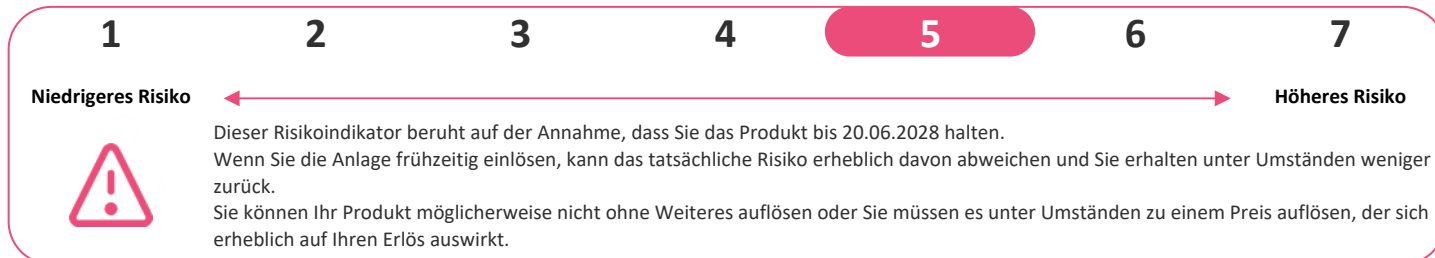 1 2 3 4 5 6 7
Niedrigeres Risiko Höheres Risiko
Dieser Risikoindikator beruht auf der Annahme, dass Sie das Produkt bis 20.06.2028 halten.
Wenn Sie die Anlage frühzeitig einlösen, kann das tatsächliche Risiko erheblich davon abweichen und Sie erhalten unter Umständen weniger
zurück.
Sie können Ihr Produkt möglicherweise nicht ohne Weiteres auflösen oder Sie müssen es unter Umständen zu einem Preis auflösen, der sich
erheblich auf Ihren Erlös auswirkt.